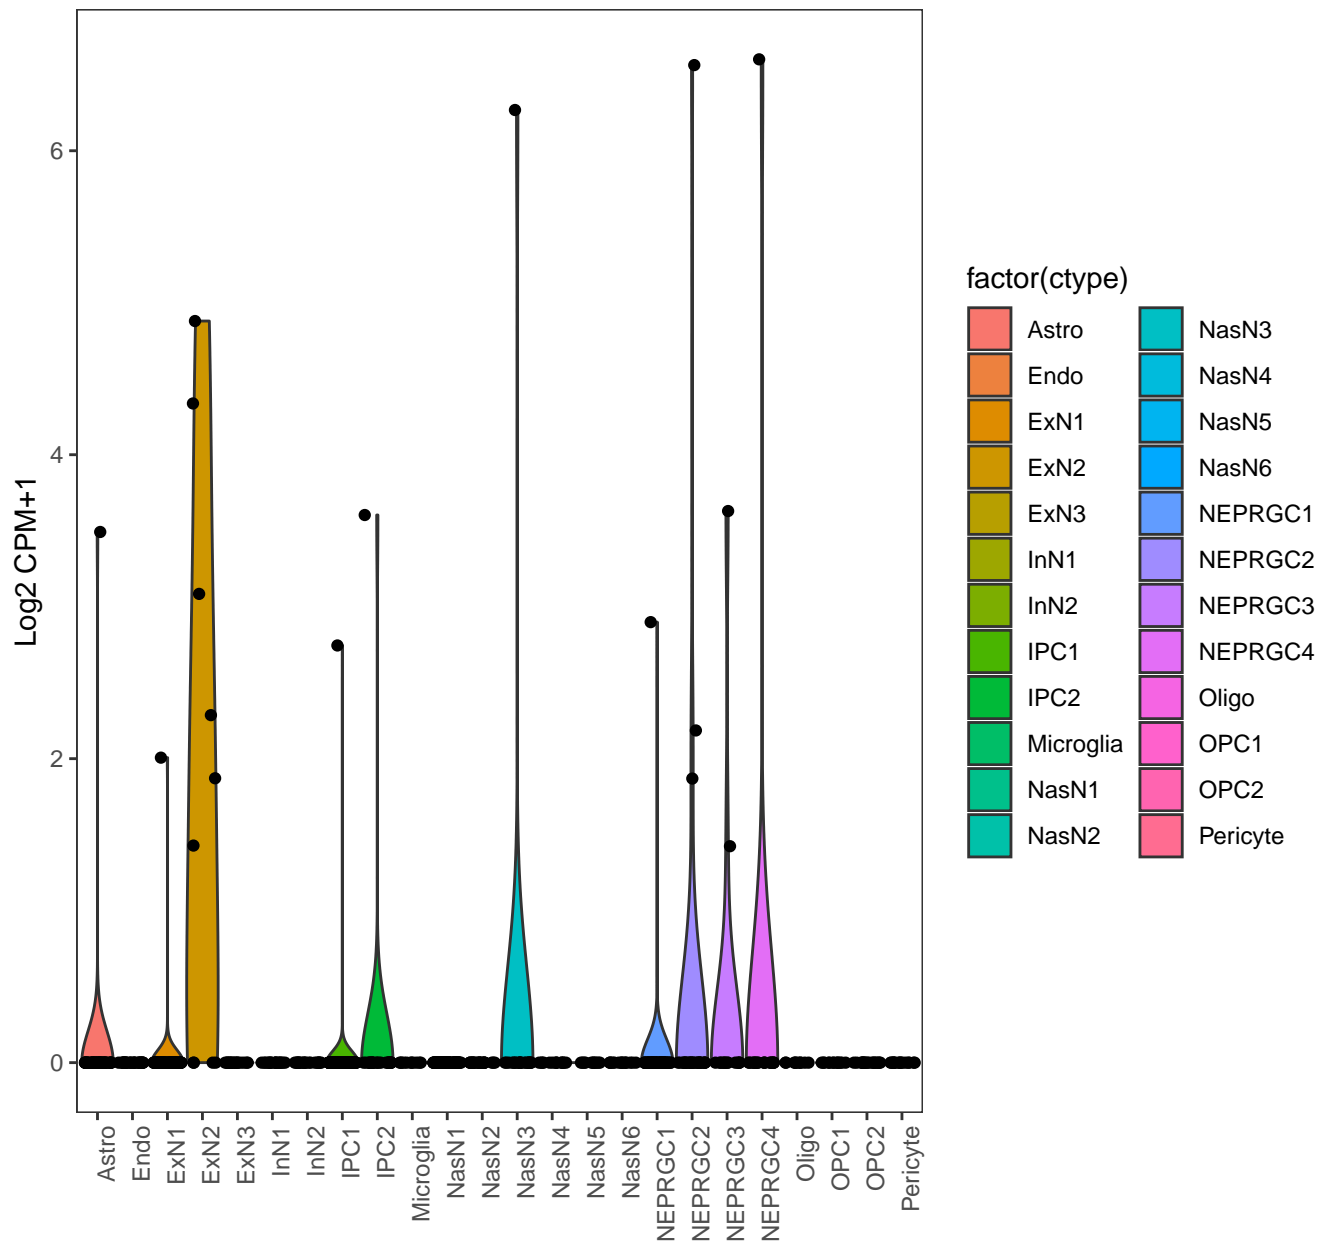 Log2 CPM+1
6
4
2
0
Astro
Endo
ExN1
ExN2
ExN3
InN1
InN2
IPC1
IPC2
Microglia
NasN1
NasN2
NasN3
NasN4
NasN5
NasN6
NEPRGC1
NEPRGC2
NEPRGC3
NEPRGC4
Oligo
OPC1
OPC2
Pericyte
factor(ctype)
Astro
Endo
ExN1
ExN2
ExN3
InN1
InN2
IPC1
IPC2
Microglia
NasN1
NasN2
NasN3
NasN4
NasN5
NasN6
NEPRGC1
NEPRGC2
NEPRGC3
NEPRGC4
Oligo
OPC1
OPC2
Pericyte